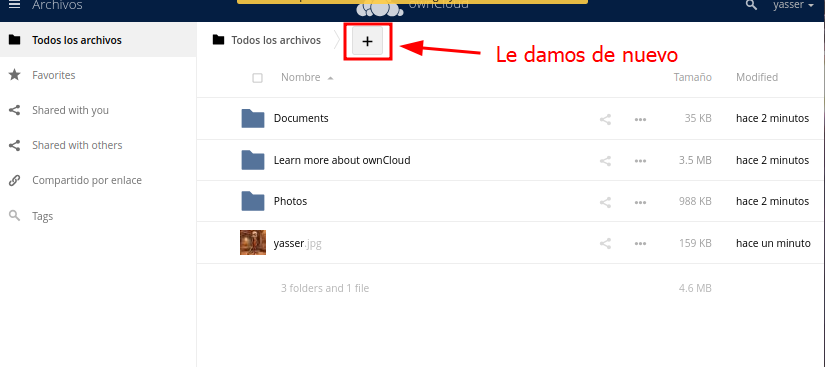 Archivos
ownCloud
yasser
Todos los archivos
Favorites
Shared with you
Shared with others
Compartido por enlace
Tags
Todos los archivos
+
Le damos de nuevo
Nombre Tamaño Modified
Documents 35 KB hace 2 minutos
Learn more about ownCloud 3.5 MB hace 2 minutos
Photos 988 KB hace 2 minutos
yasser.jpg 159 KB hace un minuto
3 folders and 1 file 4.6 MB